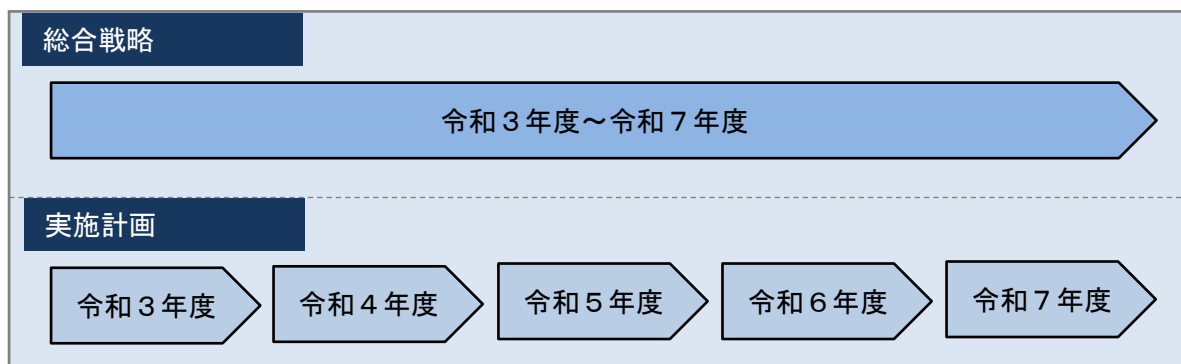 総合戦略
令和３年度～令和７年度
実施計画
令和３年度
令和４年度
令和５年度
令和６年度
令和７年度